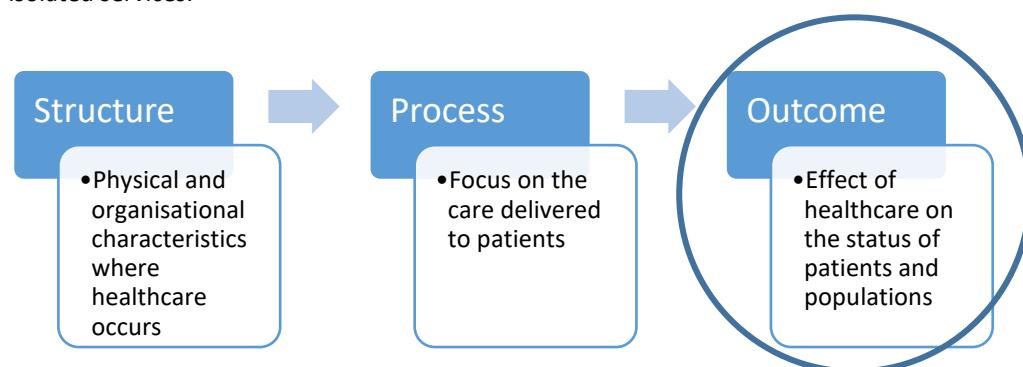 Structure
•Physical and
organisational
characteristics
where
healthcare
occurs
Process
•Focus on the
care delivered
to patients
Outcome
•Effect of
healthcare on
the status of
patients and
populations